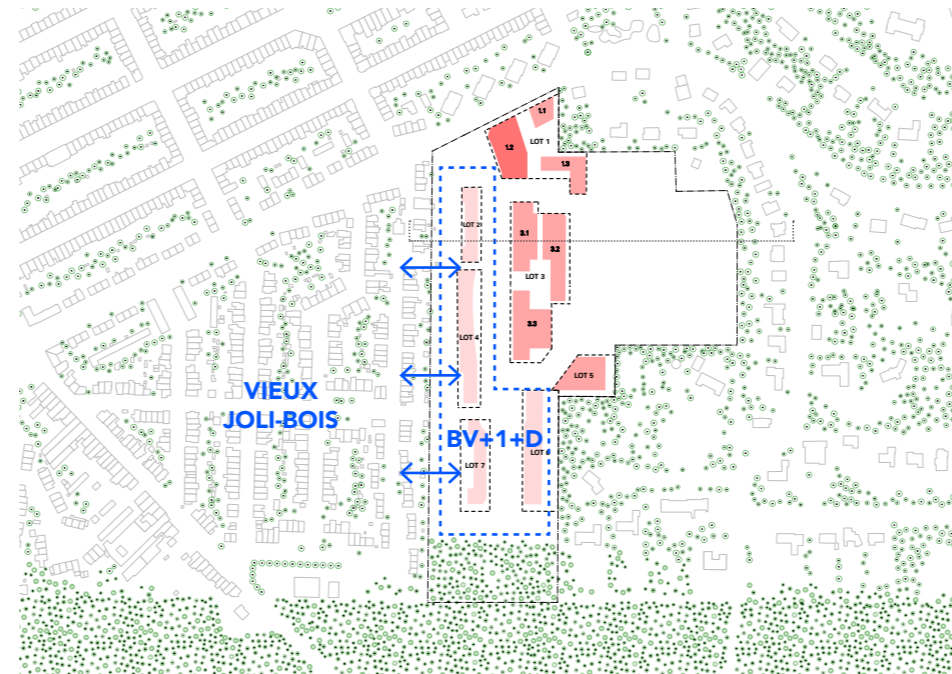 1.1
1.2
LOT 1
1.3
LOT 2
3.1
3.2
LOT 3
LOT 4
3.3
LOT 5
VIEUX
JOLI-BOIS
BV+1+D
LOT 6
LOT 7